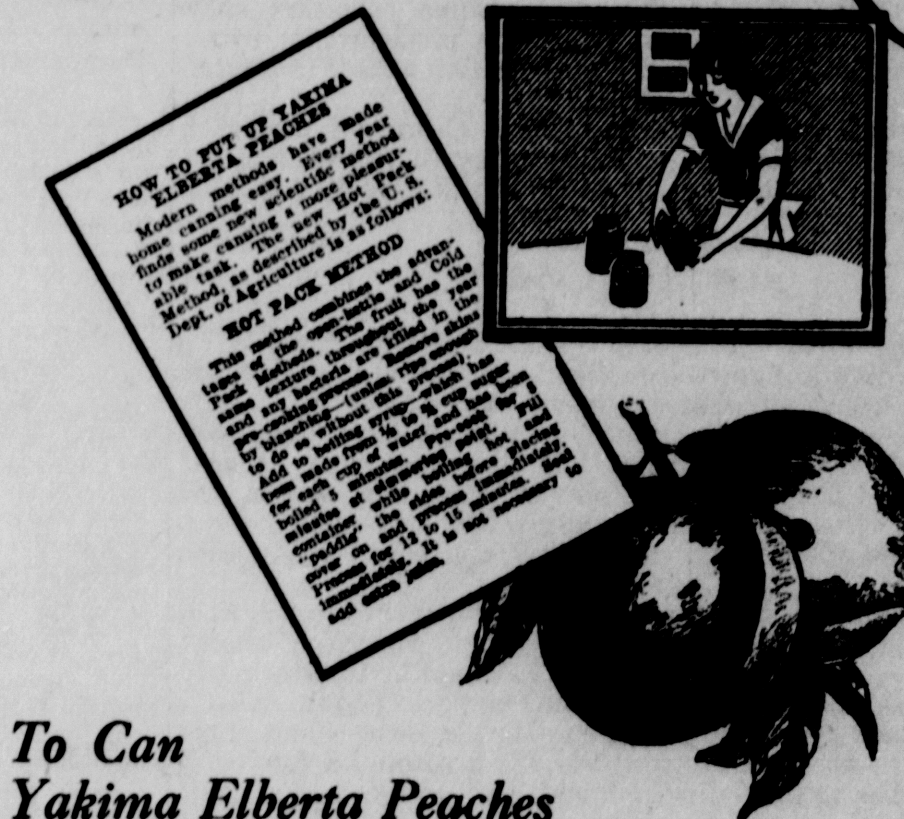 HOW TO PUT UP YAKIMA
ELBERTA PEACHES
Modern methods have made
home canning easy. Every year
finds some new scientific method
to make canning a more pleasur-
able task. The new Hot Pack
Method, as described by the U. S.
Dept. of Agriculture is as follows:
HOT PACK METHOD
This method combines the advan-
tages of the open-kettle and Cold
Pack Methods. The fruit has the
same texture throughout the year
and any bacteria are killed in the
pre-cooking process. Remove skins
by blanching—(unless ripe enough
to do so without this process).
Add to boiling syrup—which has
been made from ½ to ¾ cup sugar
for each cup of water and has been
boiled 5 minutes. Pre-cook for 5
minutes at simmering point. Fill
container while boiling hot and
"paddle" the sides before placing
cover on and process immediately.
Process for 12 to 15 minutes. Seal
immediately. It is not necessary to
add extra juice.
To Can
Yakima Elberta Peaches